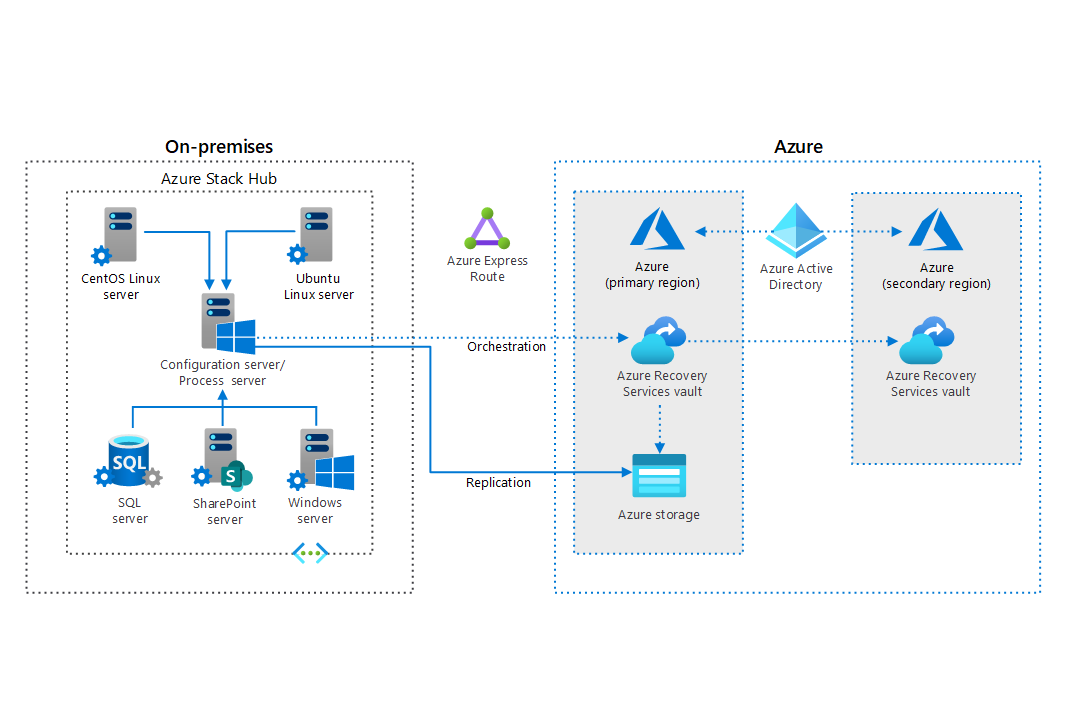 On-premises
Azure Stack Hub
CentOS Linux
server
Ubuntu
Linux server
Configuration server/
Process server
SQL
SQL
server
S
SharePoint
server
Windows
server
Azure Express
Route
Orchestration
Replication
Azure
Azure
(primary region)
Azure Active
Directory
Azure
(secondary region)
Azure Recovery
Services vault
Azure Recovery
Services vault
Azure storage